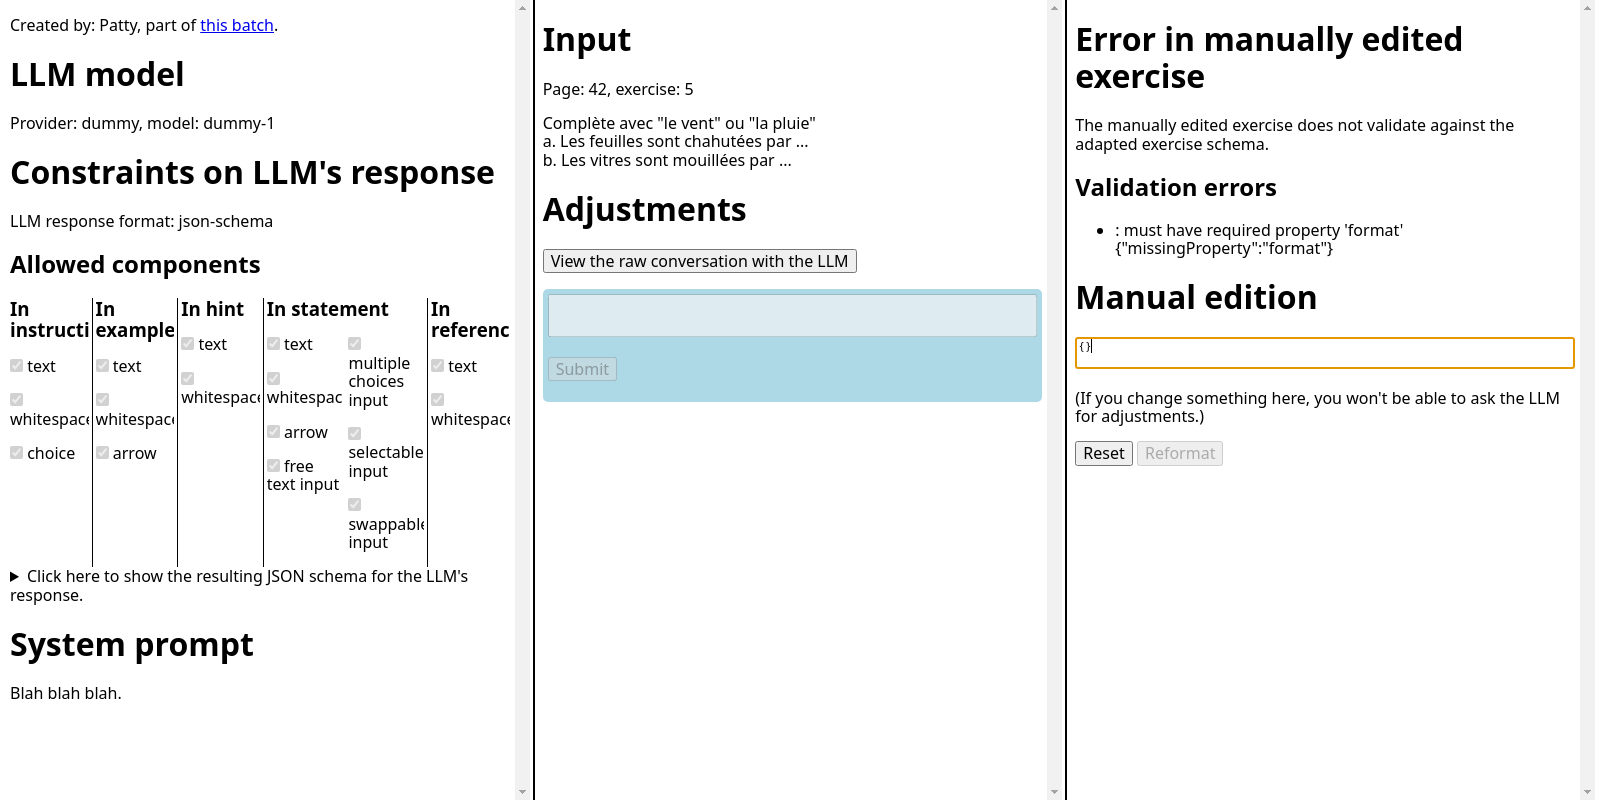 Created by: Patty, part of this batch.
LLM model
Provider: dummy, model: dummy-1
Constraints on LLM's response
LLM response format: json-schema
Allowed components
In instructi
text
whitespace
choice
In example
text
whitespace
arrow
In hint
text
whitespace
In statement
text
whitespac
arrow
free
text input
multiple
choices
input
selectable
input
swappable
input
In referenc
text
whitespace
▶ Click here to show the resulting JSON schema for the LLM's
response.
System prompt
Blah blah blah.
Input
Page: 42, exercise: 5
Complète avec "le vent" ou "la pluie"
a. Les feuilles sont chahutées par ...
b. Les vitres sont mouillées par ...
Adjustments
View the raw conversation with the LLM
Submit
Error in manually edited
exercise
The manually edited exercise does not validate against the
adapted exercise schema.
Validation errors
• : must have required property 'format'
{"missingProperty":"format"}
Manual edition
{}
(If you change something here, you won't be able to ask the LLM
for adjustments.)
Reset Reformat